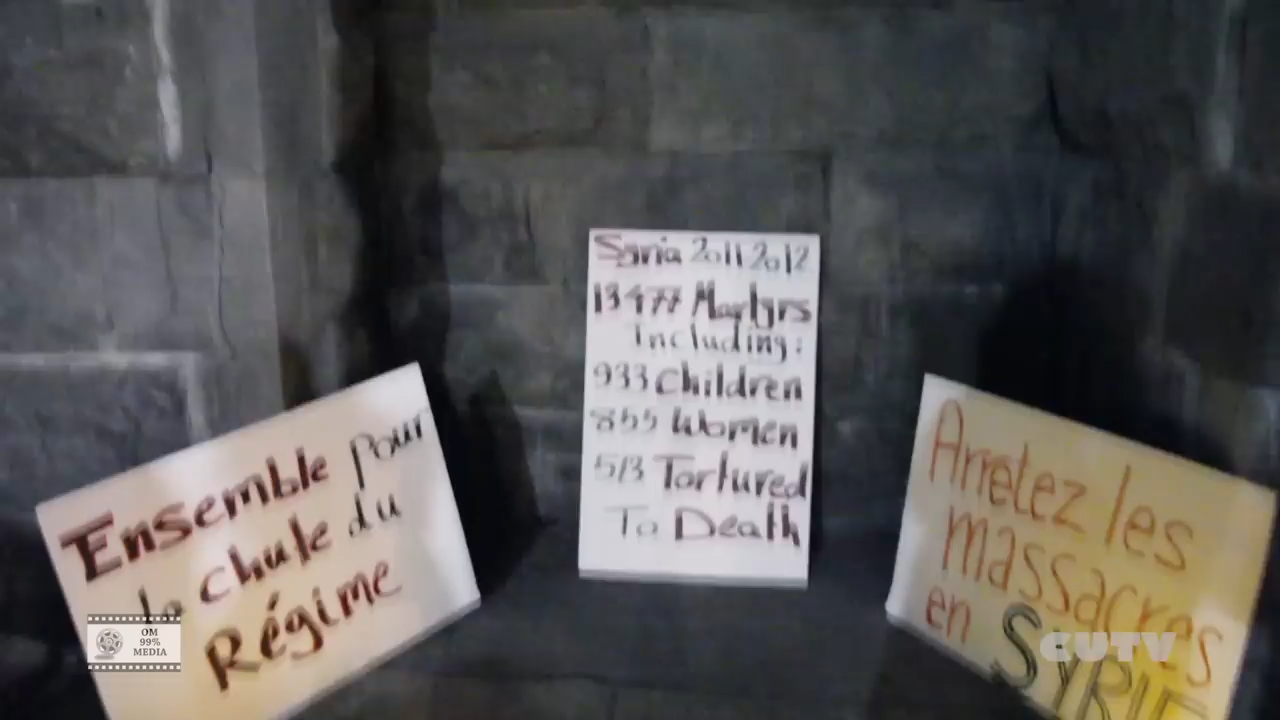 Syria 2011 2012
13477 Martyrs
Including:
933 Children
855 Women
513 Tortured
To Death
Ensemble pour
la chute du
Régime
Arretez les
massacres
en SYRIE
OM
99%
MEDIA
CUTV